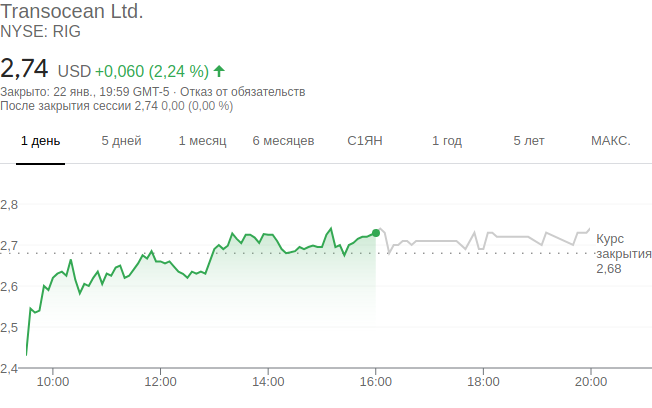 Transocean Ltd.
NYSE: RIG
2,74 USD +0,060 (2,24 %)
Закрыто: 22 янв., 19:59 GMT-5 · Отказ от обязательств
После закрытия сессии 2,74 0,00 (0,00 %)
1 день 5 дней 1 месяц 6 месяцев С1ЯН 1 год 5 лет МАКС.
2,8
2,7
2,6
2,5
2,4
Курс
закрытия
2,68
10:00 12:00 14:00 16:00 18:00 20:00